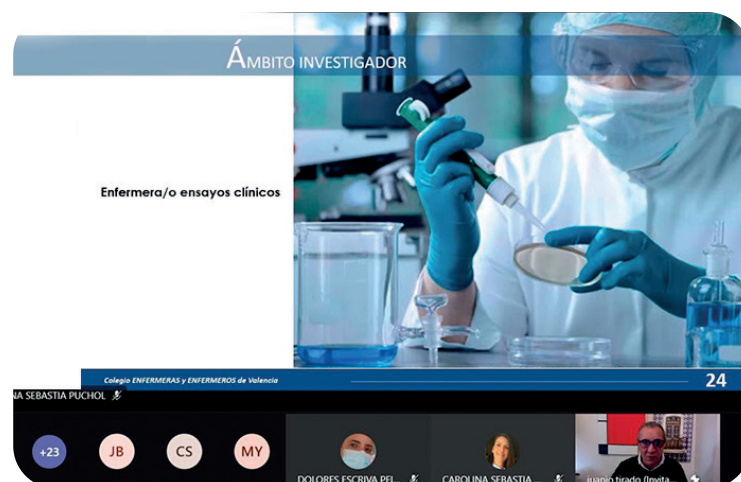 ÁMBITO INVESTIGADOR
Enfermera/o ensayos clínicos
Colegio ENFERMERAS y ENFERMEROS de Valencia
24
NA SEBASTIA PUCHOL
+23
JB
CS
MY
DOLORES ESCRIVA PEI...
CAROLINA SEBASTIA ...
juanjo tirado (Invita...